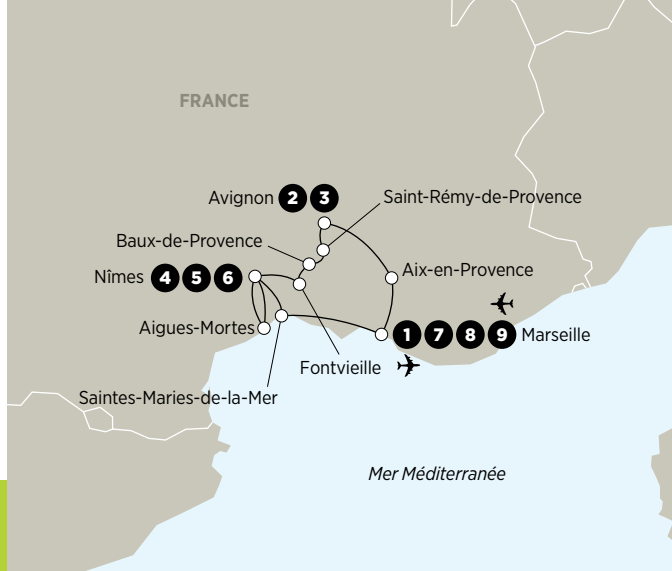 FRANCE
Avignon 2 3
Saint-Rémy-de-Provence
Baux-de-Provence
Aix-en-Provence
Nîmes 4 5 6
Aigues-Mortes
1 7 8 9 Marseille
Fontvieille
Saintes-Maries-de-la-Mer
Mer Méditerranée